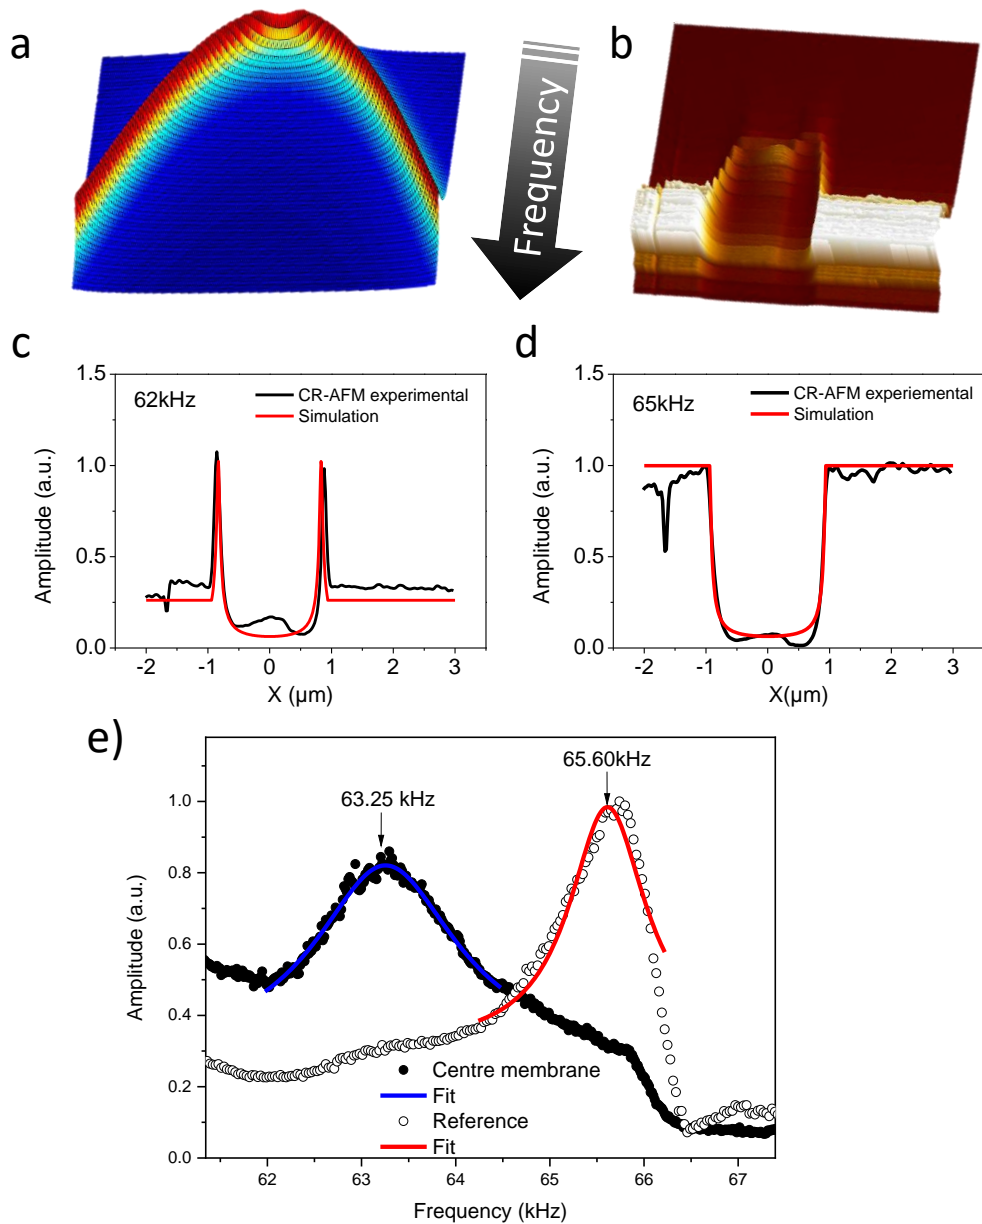 a
b
Frequency
c
d
1.5
1.0
0.5
0.0
62kHz
CR-AFM experimental
Simulation
Amplitude (a.u.)
-2 -1 0 1 2 3
X (µm)
1.5
1.0
0.5
0.0
65kHz
CR-AFM experiemental
Simulation
Amplitude (a.u.)
-2 -1 0 1 2 3
X(µm)
e)
65.60kHz
63.25 kHz
1.0
0.8
0.6
0.4
0.2
0.0
Amplitude (a.u.)
Centre membrane
Fit
Reference
Fit
62 63 64 65 66 67
Frequency (kHz)